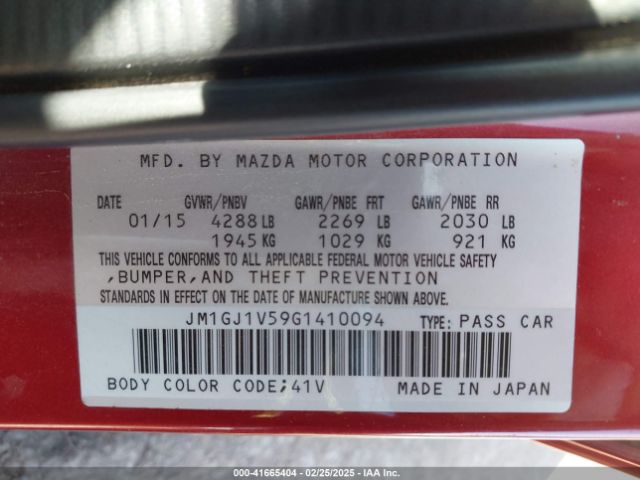 MFD. BY MAZDA MOTOR CORPORATION
DATE GVWR/PNBV GAWR/PNBE FRT GAWR/PNBE RR
01/15 4288 LB 2269 LB 2030 LB
1945 KG 1029 KG 921 KG
THIS VEHICLE CONFORMS TO ALL APPLICABLE FEDERAL MOTOR VEHICLE SAFETY
,BUMPER,AND THEFT PREVENTION
STANDARDS IN EFFECT ON THE DATE OF MANUFACTURE SHOWN ABOVE.
JM1GJ1V59G1410094 TYPE: PASS CAR
BODY COLOR CODE;41V MADE IN JAPAN
000-41665404 | 02/25/2025 - IAA Inc.